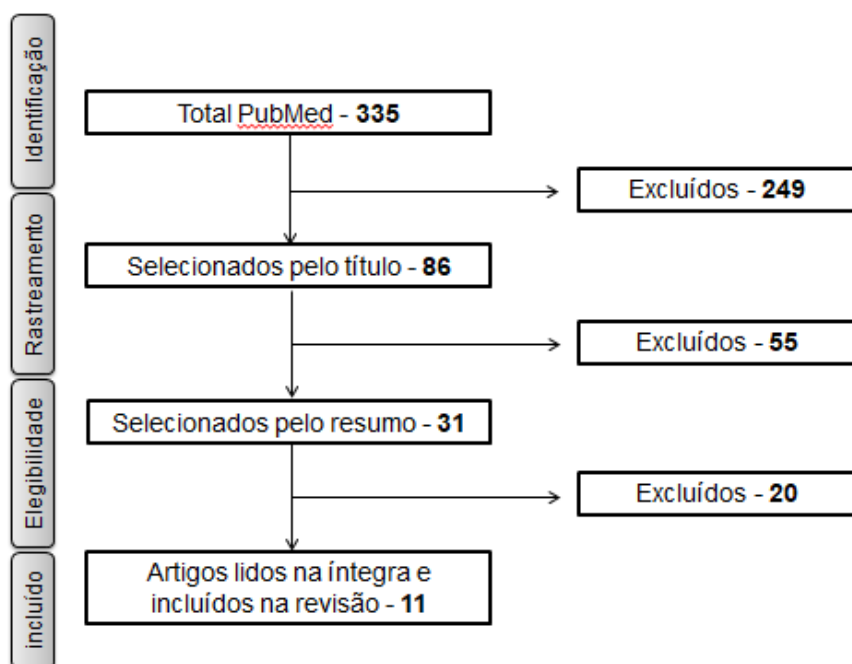 Identificação
Total PubMed - 335
Excluídos - 249
Rastreamento
Selecionados pelo título - 86
Excluídos - 55
Elegibilidade
Selecionados pelo resumo - 31
Excluídos - 20
incluído
Artigos lidos na íntegra e
incluídos na revisão - 11